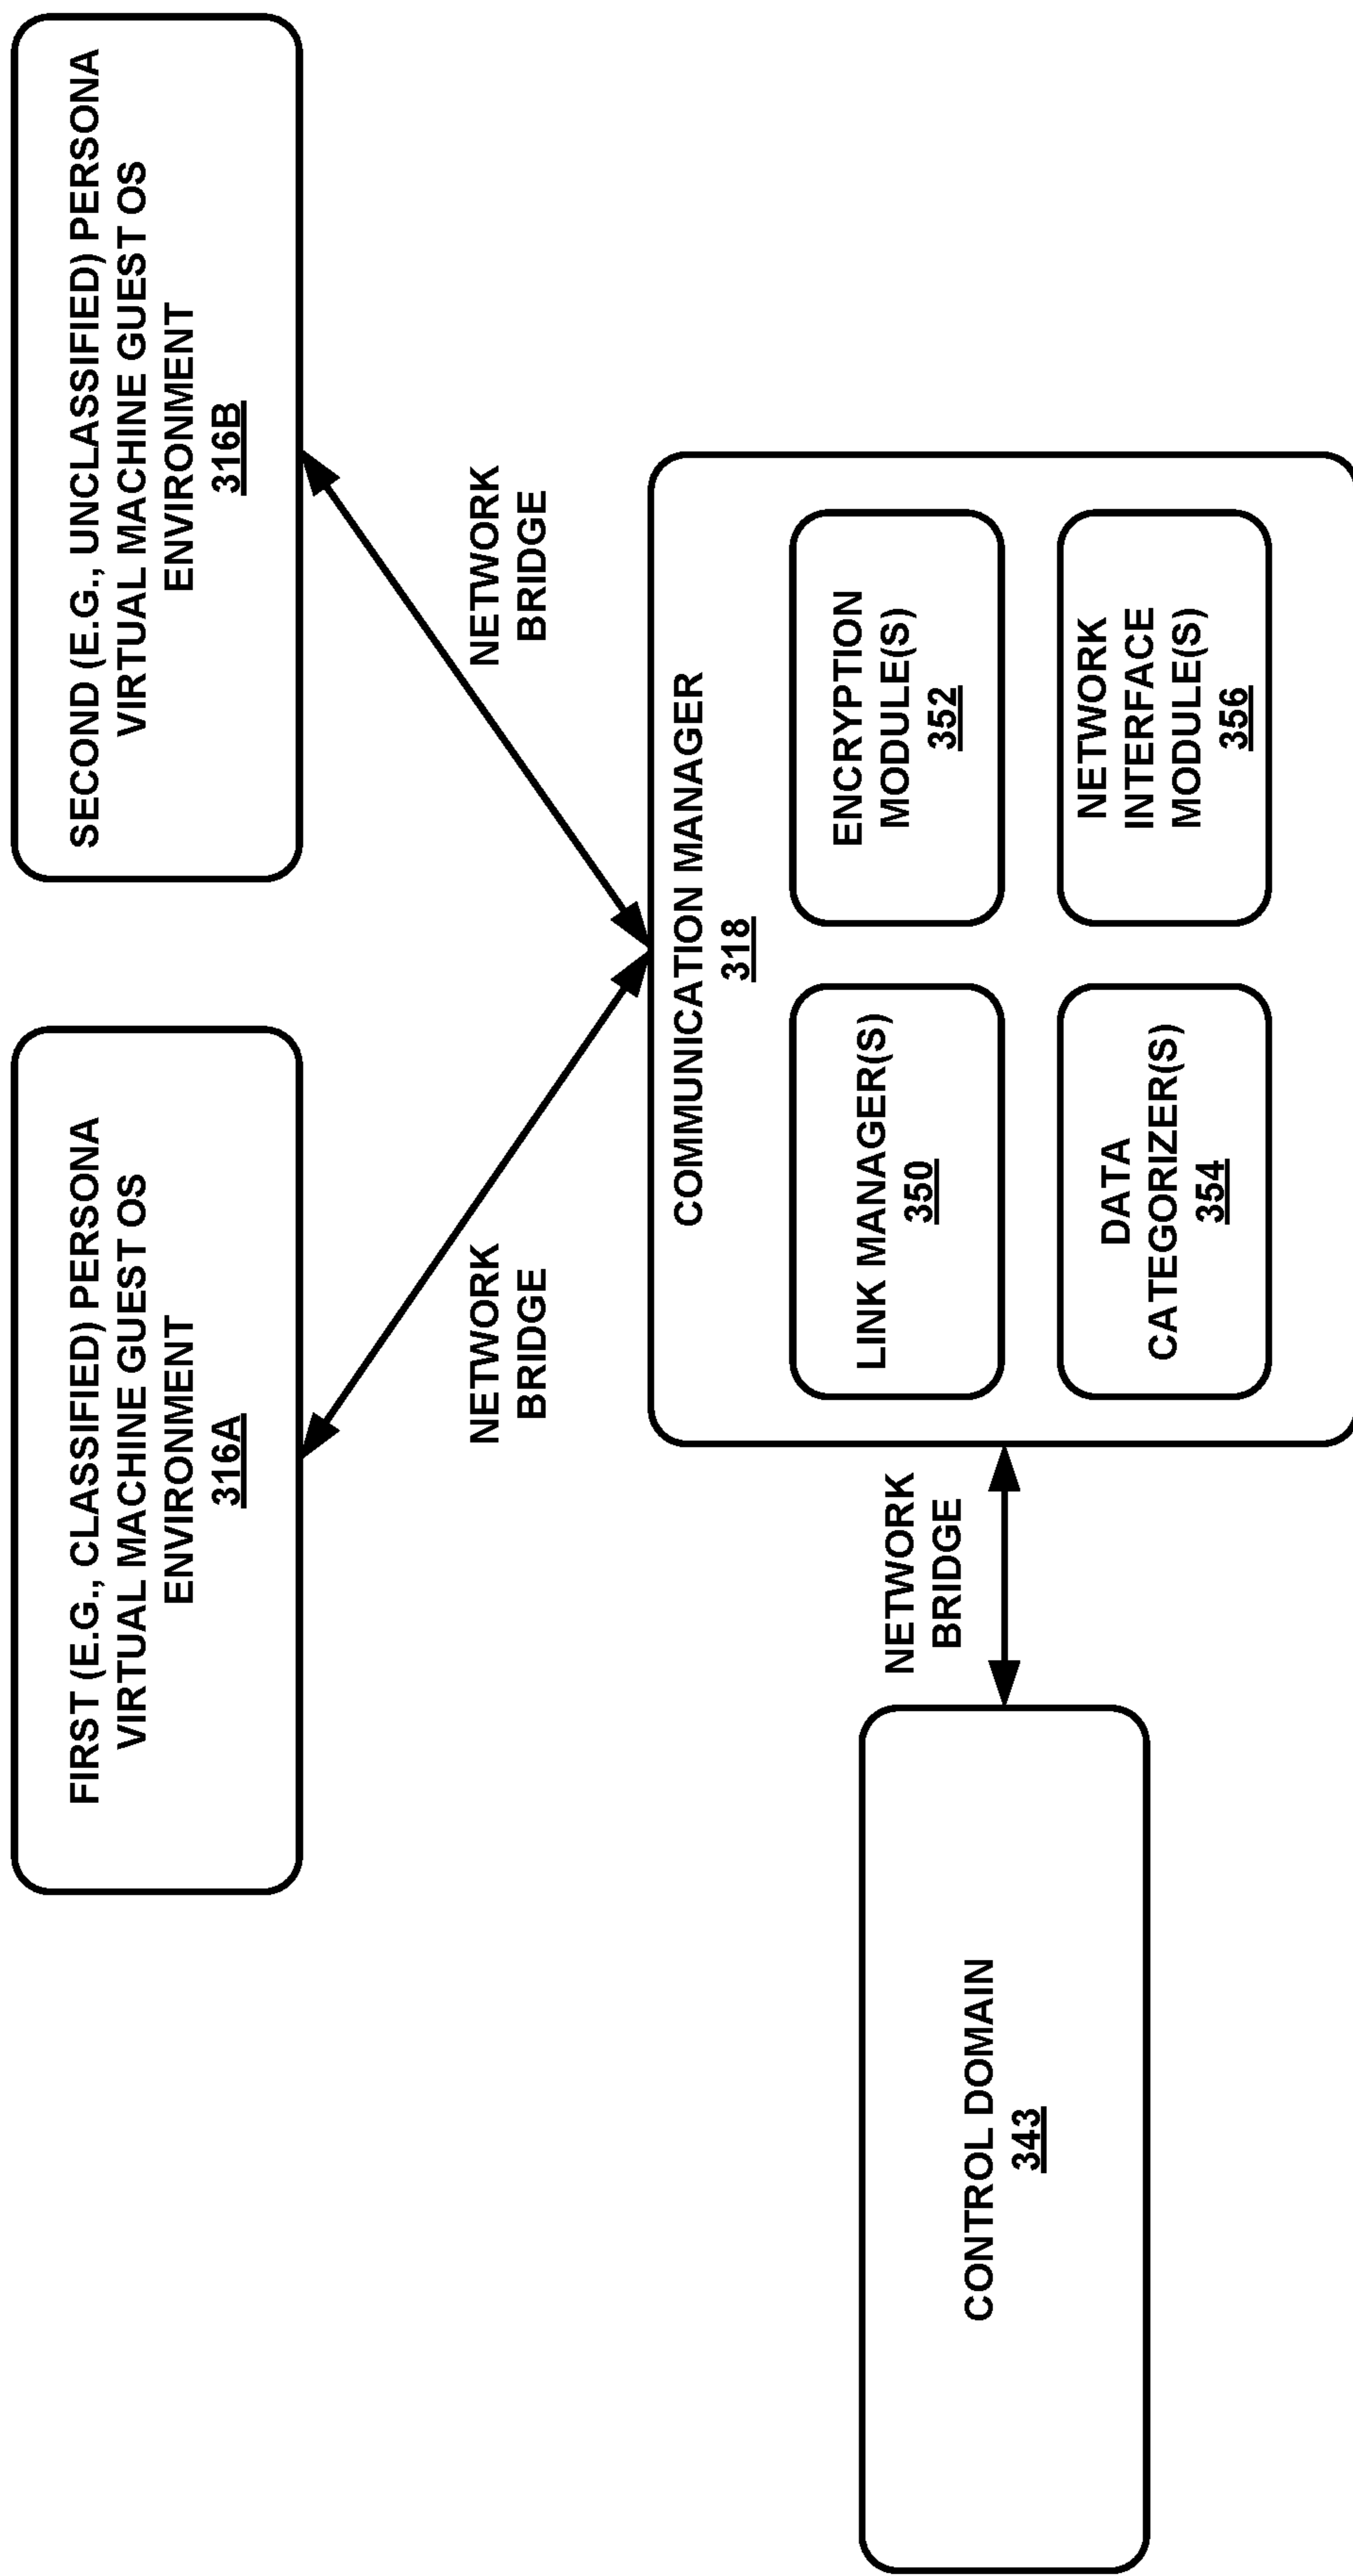 FIRST (E.G., CLASSIFIED) PERSONA
VIRTUAL MACHINE GUEST OS
ENVIRONMENT
316A
SECOND (E.G., UNCLASSIFIED) PERSONA
VIRTUAL MACHINE GUEST OS
ENVIRONMENT
316B
NETWORK
BRIDGE
NETWORK
BRIDGE
CONTROL DOMAIN
343
NETWORK
BRIDGE
COMMUNICATION MANAGER
318
LINK MANAGER(S)
350
ENCRYPTION
MODULE(S)
352
DATA
CATEGORIZER(S)
354
NETWORK
INTERFACE
MODULE(S)
356